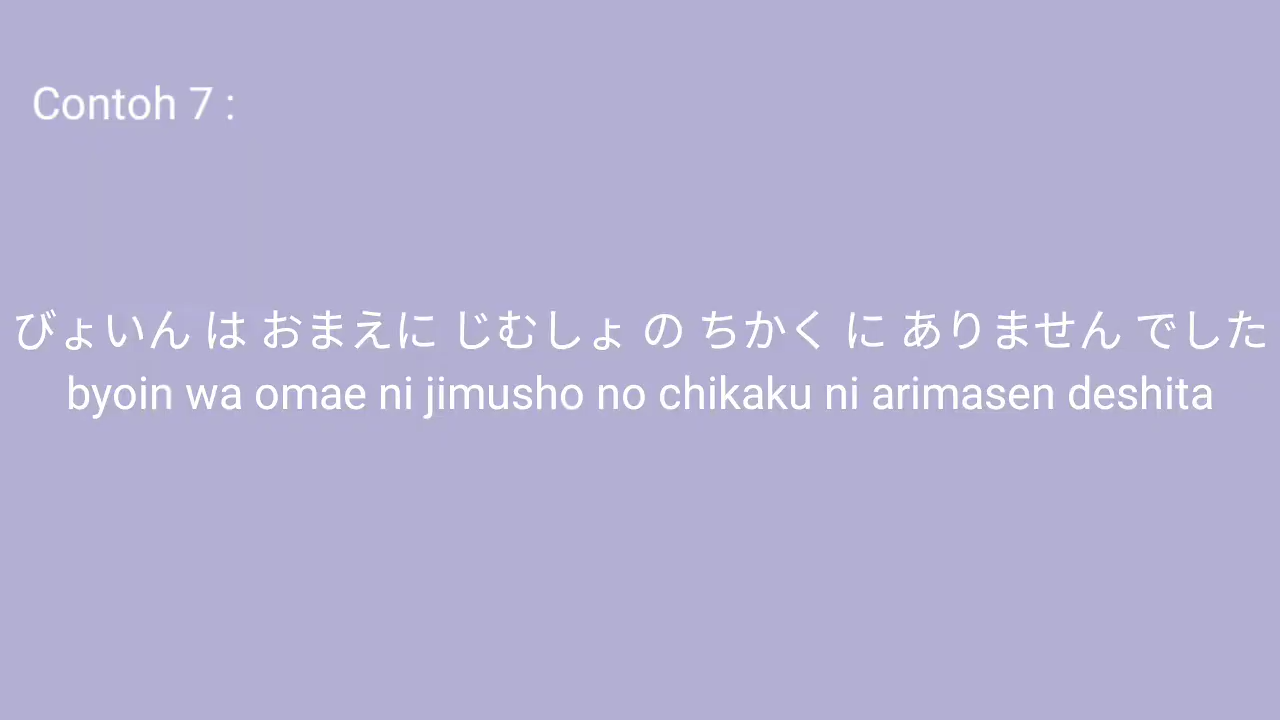 Contoh 7 :
びょいん は おまえに じむしょ の ちかく に ありません でした
byoin wa omae ni jimusho no chikaku ni arimasen deshita